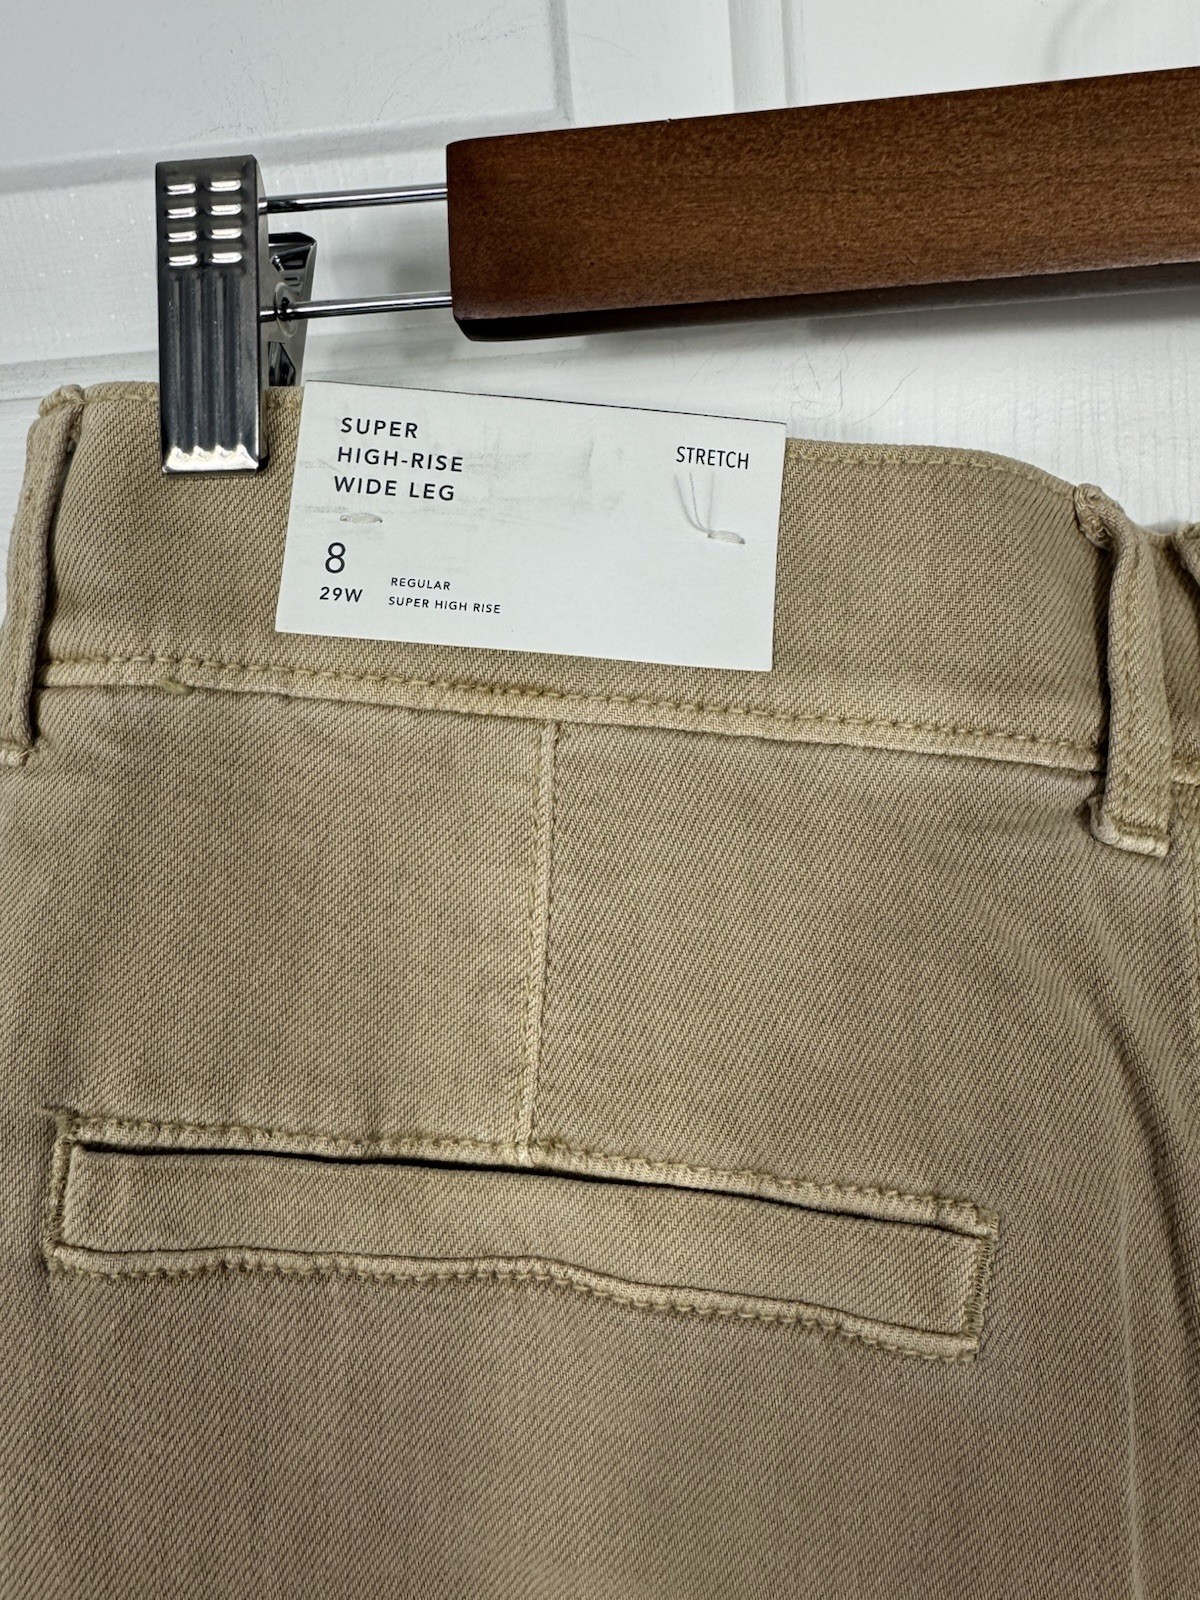 SUPER
HIGH-RISE
WIDE LEG
STRETCH
8
29W
REGULAR
SUPER HIGH RISE